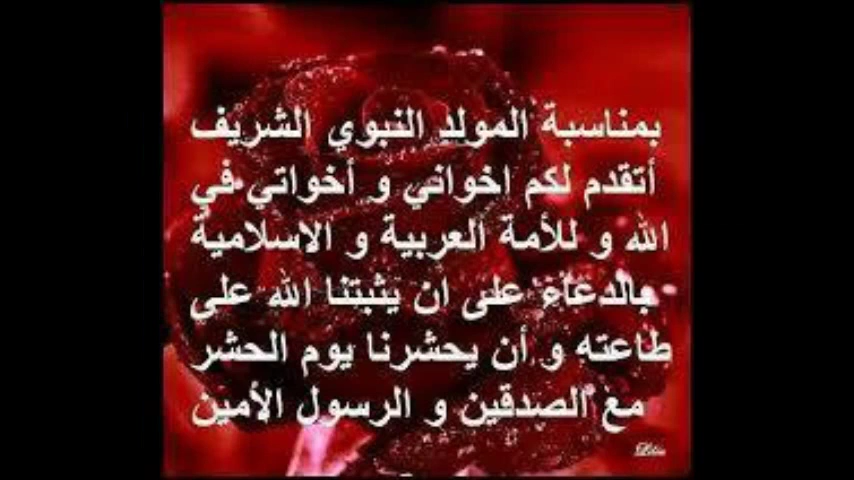 بمناسبة المولد النبوي الشريف
أتقدم لكم اخواني و أخواتي في
الله و للأمة العربية و الاسلامية
بالدعاء على ان يثبتنا الله على
طاعته و أن يحشرنا يوم الحشر
مع الصدقين و الرسول الأمين